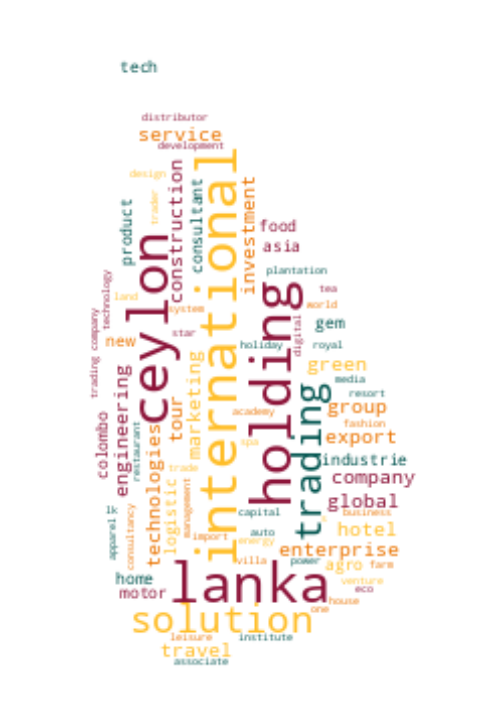 tech
distributor
service
development
design
trader
construction
consultant
international
investment
product
food
asia
ceylon
plantation
technology
land
system
holding
tea
world
gem
digital
star
new
holiday
royal
trading company
marketing
green
engineering
media
trading
resort
tour
group
academy
fashion
colombo
restaurant
technologies
export
spa
industrie
trade
company
logistic
management
global
lk
capital
business
apparel
consultancy
hotel
auto
import
energy
enterprise
villa
power
agro
farm
lanka
home
venture
motor
eco
house
solution
one
leisure
institute
travel
associate